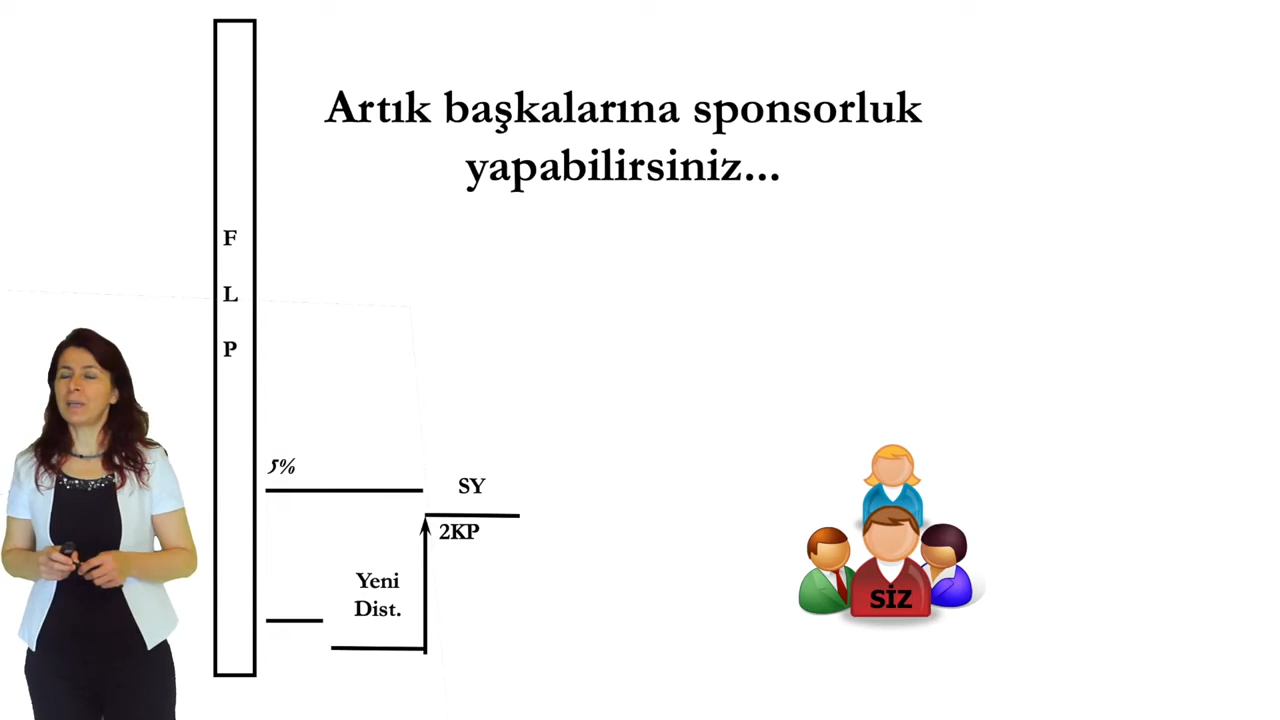 Artık başkalarına sponsorluk
yapabilirsiniz...
F
L
P
5%
SY
2KP
Yeni
Dist.
SİZ